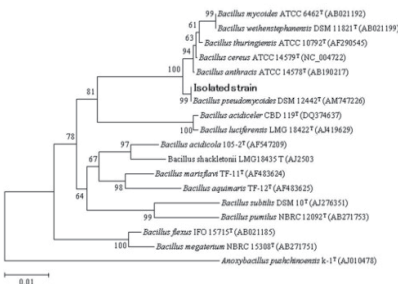 99 Bacillus mycoides ATCC 6462ᵀ (AB021192)
11 Bacillus weihenstephanensis DSM 11821ᵀ (AB021199)
63 Bacillus thuringiensis ATCC 10792ᵀ (AF290545)
94 Bacillus cereus ATCC 14579ᵀ (NC_004722)
Bacillus anthracis ATCC 14578ᵀ (AB190217)
100
Isolated strain
81
99 Bacillus pseudomycoides DSM 12442ᵀ (AM747226)
Bacillus acidiceler CBD 119ᵀ (DQ374637)
100 Bacillus luciferensis LMG 18422ᵀ (AJ419629)
78
97 Bacillus acidicola 105-2ᵀ (AF547209)
67 Bacillus shackletonii LMG18435ᵀ (AJ2503
Bacillus marisflavi TF-11ᵀ (AF483624)
98 Bacillus aquimaris TF-12ᵀ (AF483625)
64
Bacillus subtilis DSM 10ᵀ (AJ276351)
99 Bacillus pumilus NBRC 12092ᵀ (AB271753)
Bacillus flexus IFO 15715ᵀ (AB021185)
100 Bacillus megaterium NBRC 15308ᵀ (AB271751)
Anoxybacillus pushchinoensis k-1ᵀ (AJ010478)
0.01